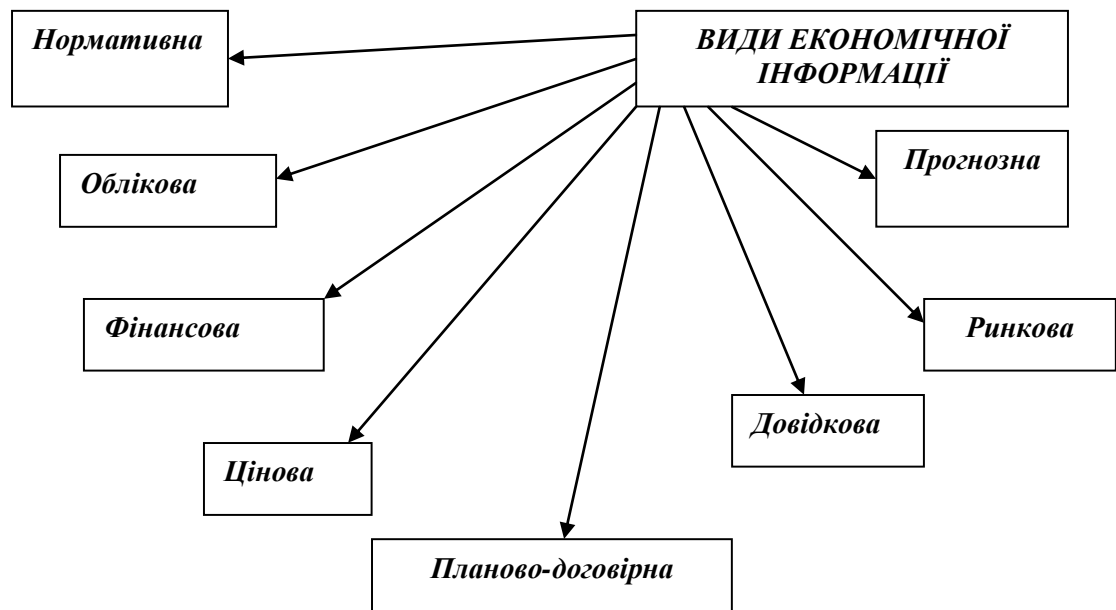 Нормативна
ВИДИ ЕКОНОМІЧНОЇ
ІНФОРМАЦІЇ
Облікова
Прогнозна
Фінансова
Ринкова
Довідкова
Цінова
Планово-договірна